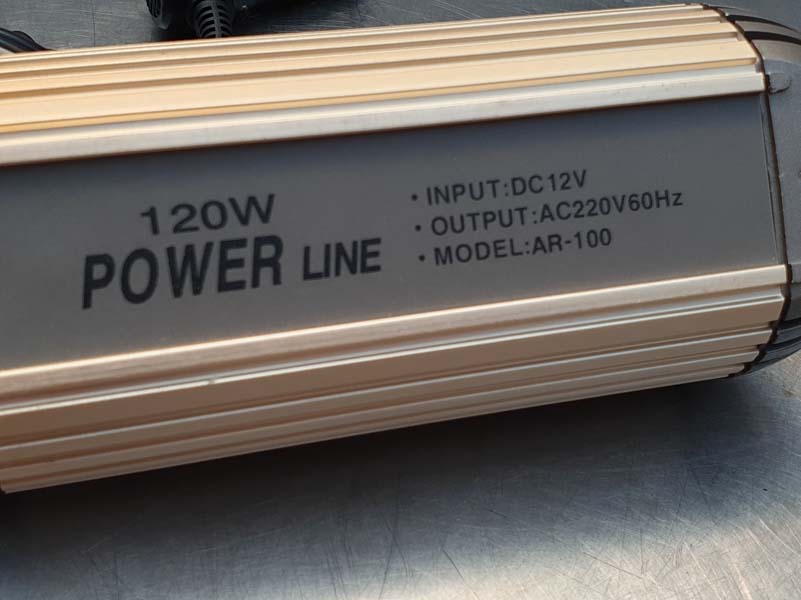 120W
POWER LINE
• INPUT:DC12V
• OUTPUT:AC220V60Hz
• MODEL:AR-100